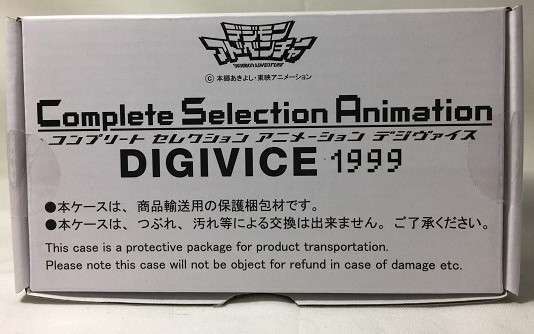 デジモン
アドベンチャー
DIGIMON ADVENTURE
© 本郷あきよし・東映アニメーション
Complete Selection Animation
コンプリート セレクション アニメーション デジヴァイス
DIGIVICE 1999
●本ケースは、商品輸送用の保護梱包材です。
●本ケースは、つぶれ、汚れ等による交換は出来ません。ご了承ください。
This case is a protective package for product transportation.
Please note this case will not be object for refund in case of damage etc.